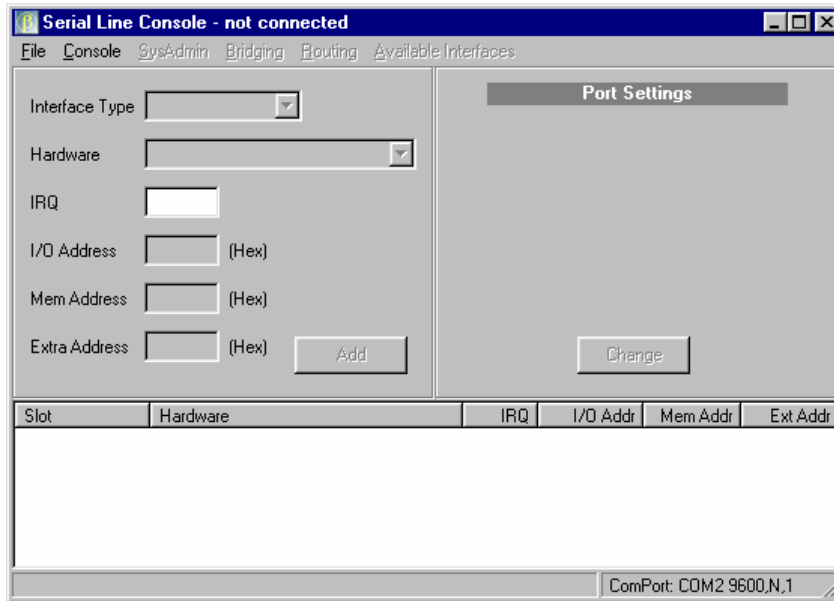 β Serial Line Console - not connected
File Console SysAdmin Bridging Routing Available Interfaces
Interface Type
Hardware
IRQ
I/O Address (Hex)
Mem Address (Hex)
Extra Address (Hex)
Add
Port Settings
Change
Slot Hardware IRQ I/O Addr Mem Addr Ext Addr
ComPort: COM2 9600,N,1